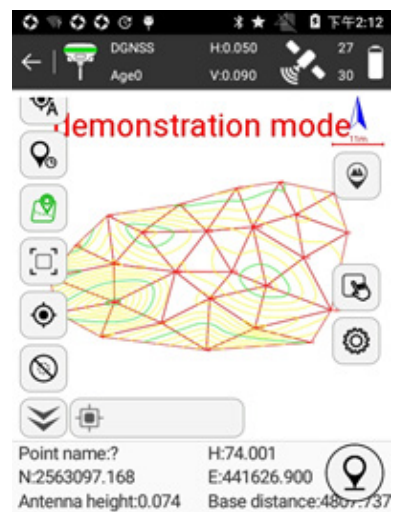 下午2:12
DGNSS H:0.050 27
Age0 V:0.090 30
demonstration mode
11m
Point name:? H:74.001
N:2563097.168 E:441626.900
Antenna height:0.074 Base distance:4807.737